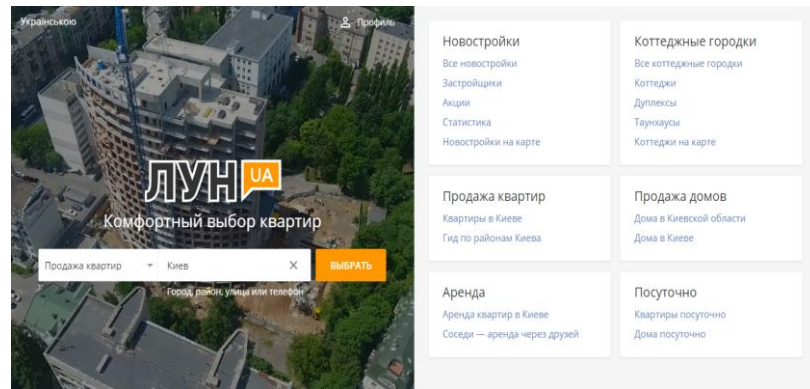 Українською
Профиль
ЛУН UA
Комфортный выбор квартир
Продажа квартир
Киев
ВЫБРАТЬ
Город, район, улица или телефон
Новостройки
Все новостройки
Застройщики
Акции
Статистика
Новостройки на карте
Коттеджные городки
Все коттеджные городки
Коттеджи
Дуплексы
Таунхаусы
Коттеджи на карте
Продажа квартир
Квартиры в Киеве
Гид по районам Киева
Продажа домов
Дома в Киевской области
Дома в Киеве
Аренда
Аренда квартир в Киеве
Соседи — аренда через друзей
Посуточно
Квартиры посуточно
Дома посуточно